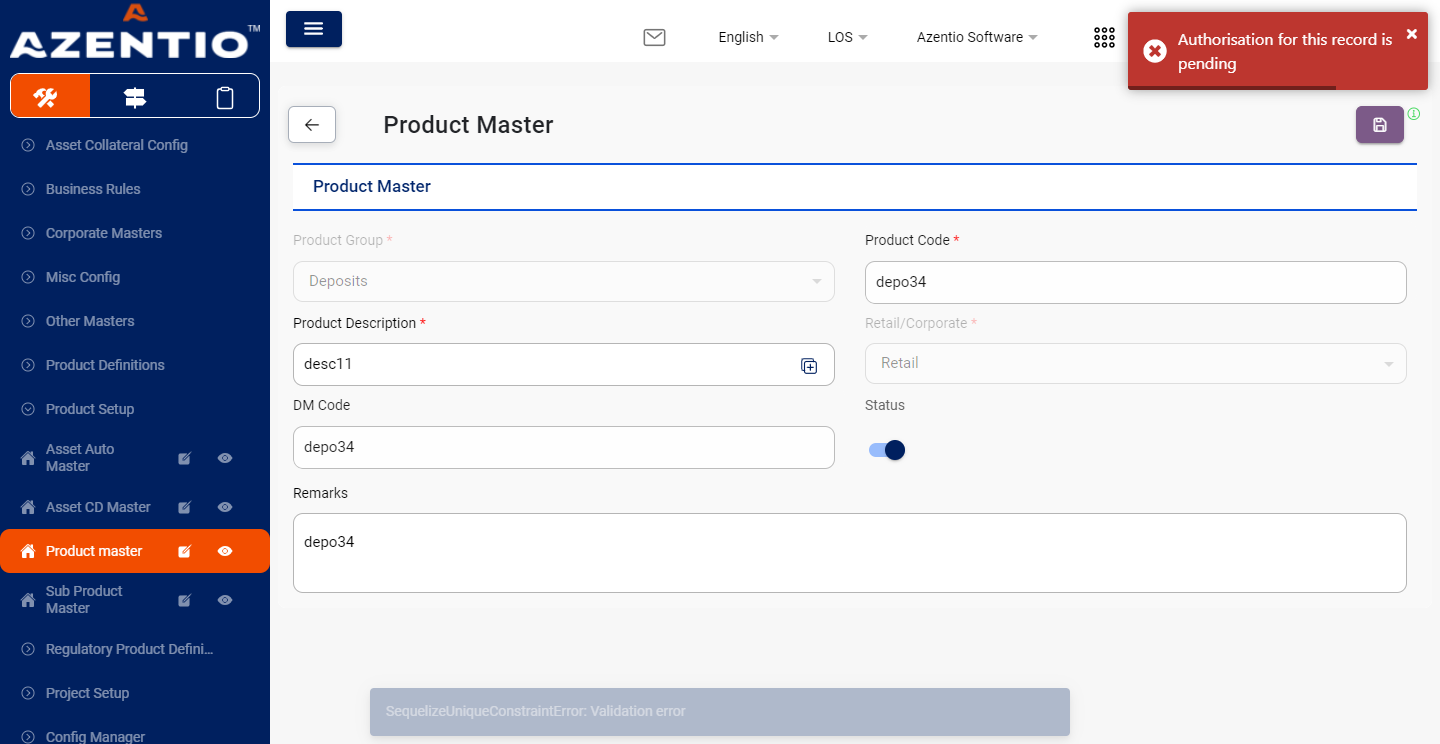 AZENTIO™
English
LOS
Azentio Software
Authorisation for this record is
pending
Asset Collateral Config
Business Rules
Corporate Masters
Misc Config
Other Masters
Product Definitions
Product Setup
Asset Auto
Master
Asset CD Master
Product master
Sub Product
Master
Regulatory Product Defini...
Project Setup
Config Manager
Product Master
Product Master
Product Group *
Deposits
Product Code *
depo34
Product Description *
desc11
Retail/Corporate *
Retail
DM Code
depo34
Status
Remarks
depo34
SequelizeUniqueConstraintError: Validation error